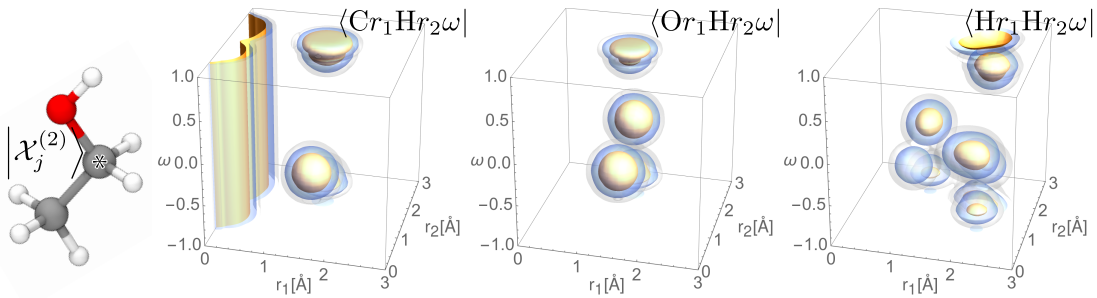 |𝒳_j^{(2)}⟩
*
⟨Cr₁Hr₂ω|
1.0
0.5
ω 0.0
−0.5
−1.0
0
1
2
3
r₁[Å]
1
2
3
r₂[Å]
⟨Or₁Hr₂ω|
1.0
0.5
ω 0.0
−0.5
−1.0
0
1
2
3
r₁[Å]
1
2
3
r₂[Å]
⟨Hr₁Hr₂ω|
1.0
0.5
ω 0.0
−0.5
−1.0
0
1
2
3
r₁[Å]
1
2
3
r₂[Å]